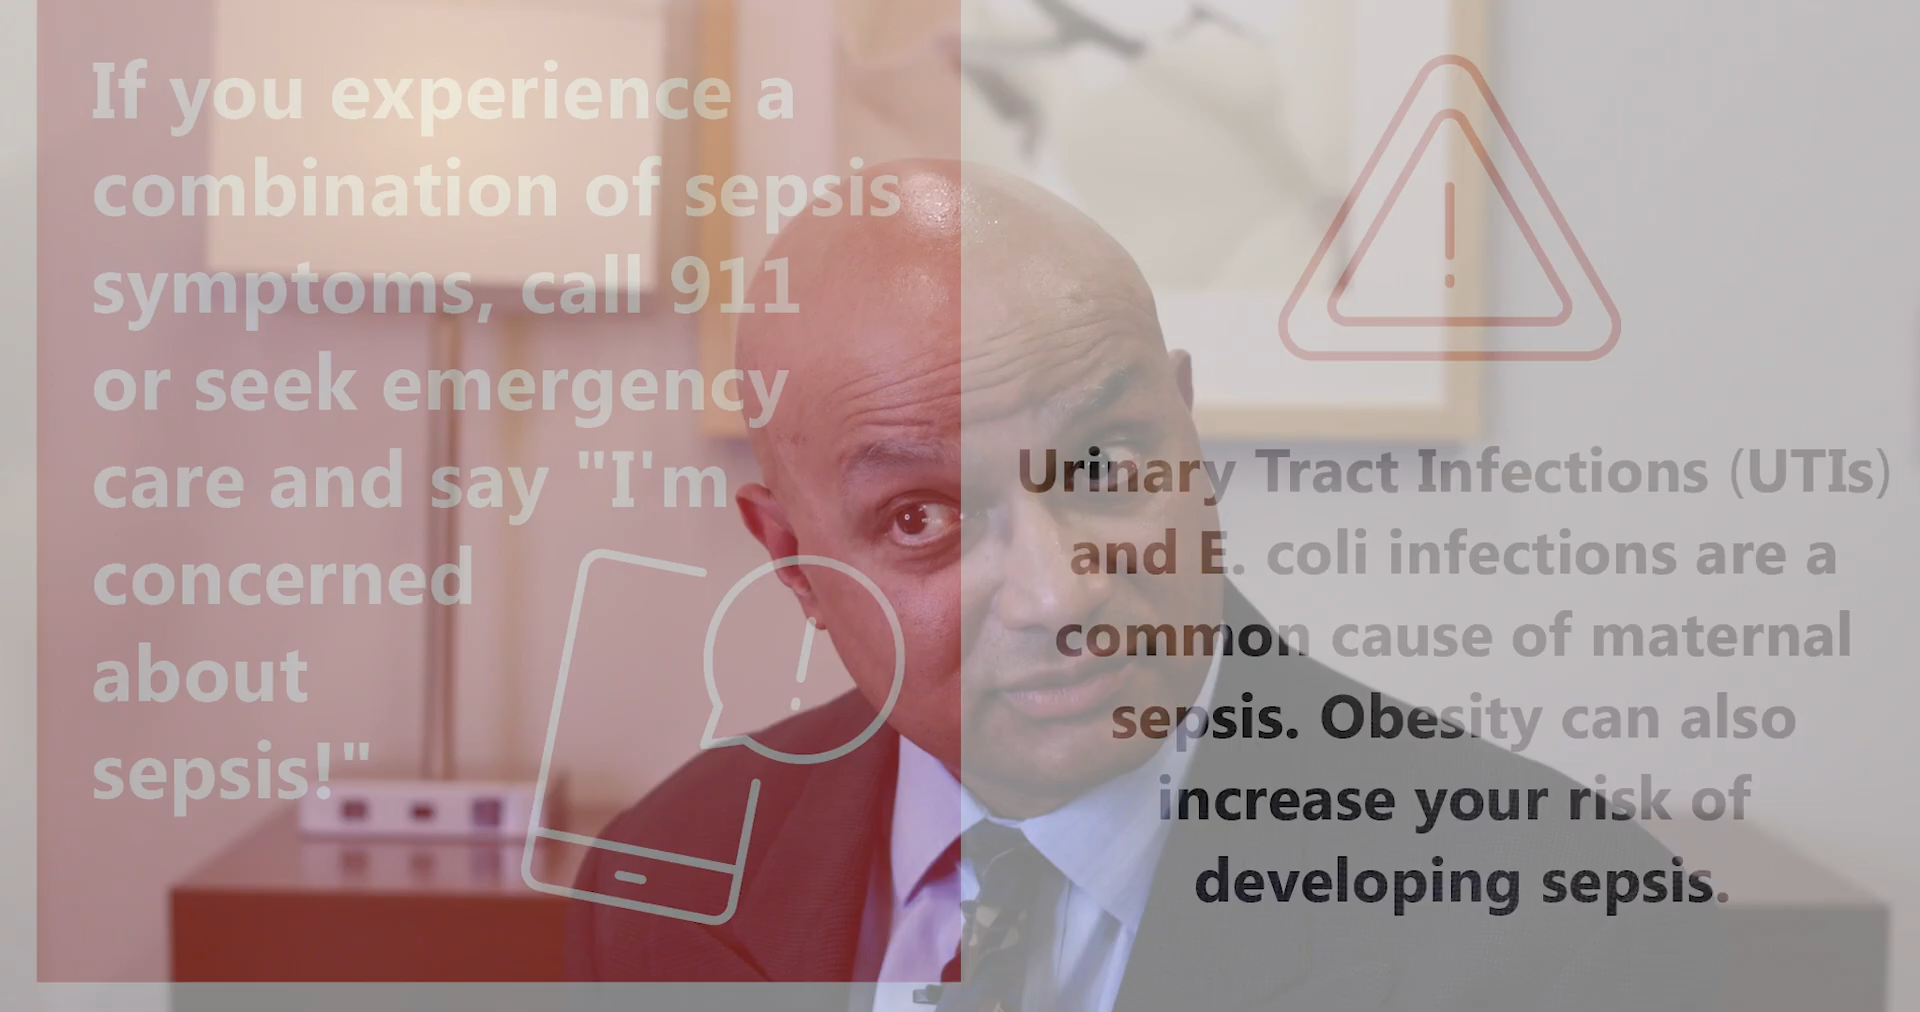 If you experience a
combination of sepsis
symptoms, call 911
or seek emergency
care and say "I'm
concerned
about
sepsis!"
Urinary Tract Infections (UTIs)
and E. coli infections are a
common cause of maternal
sepsis. Obesity can also
increase your risk of
developing sepsis.